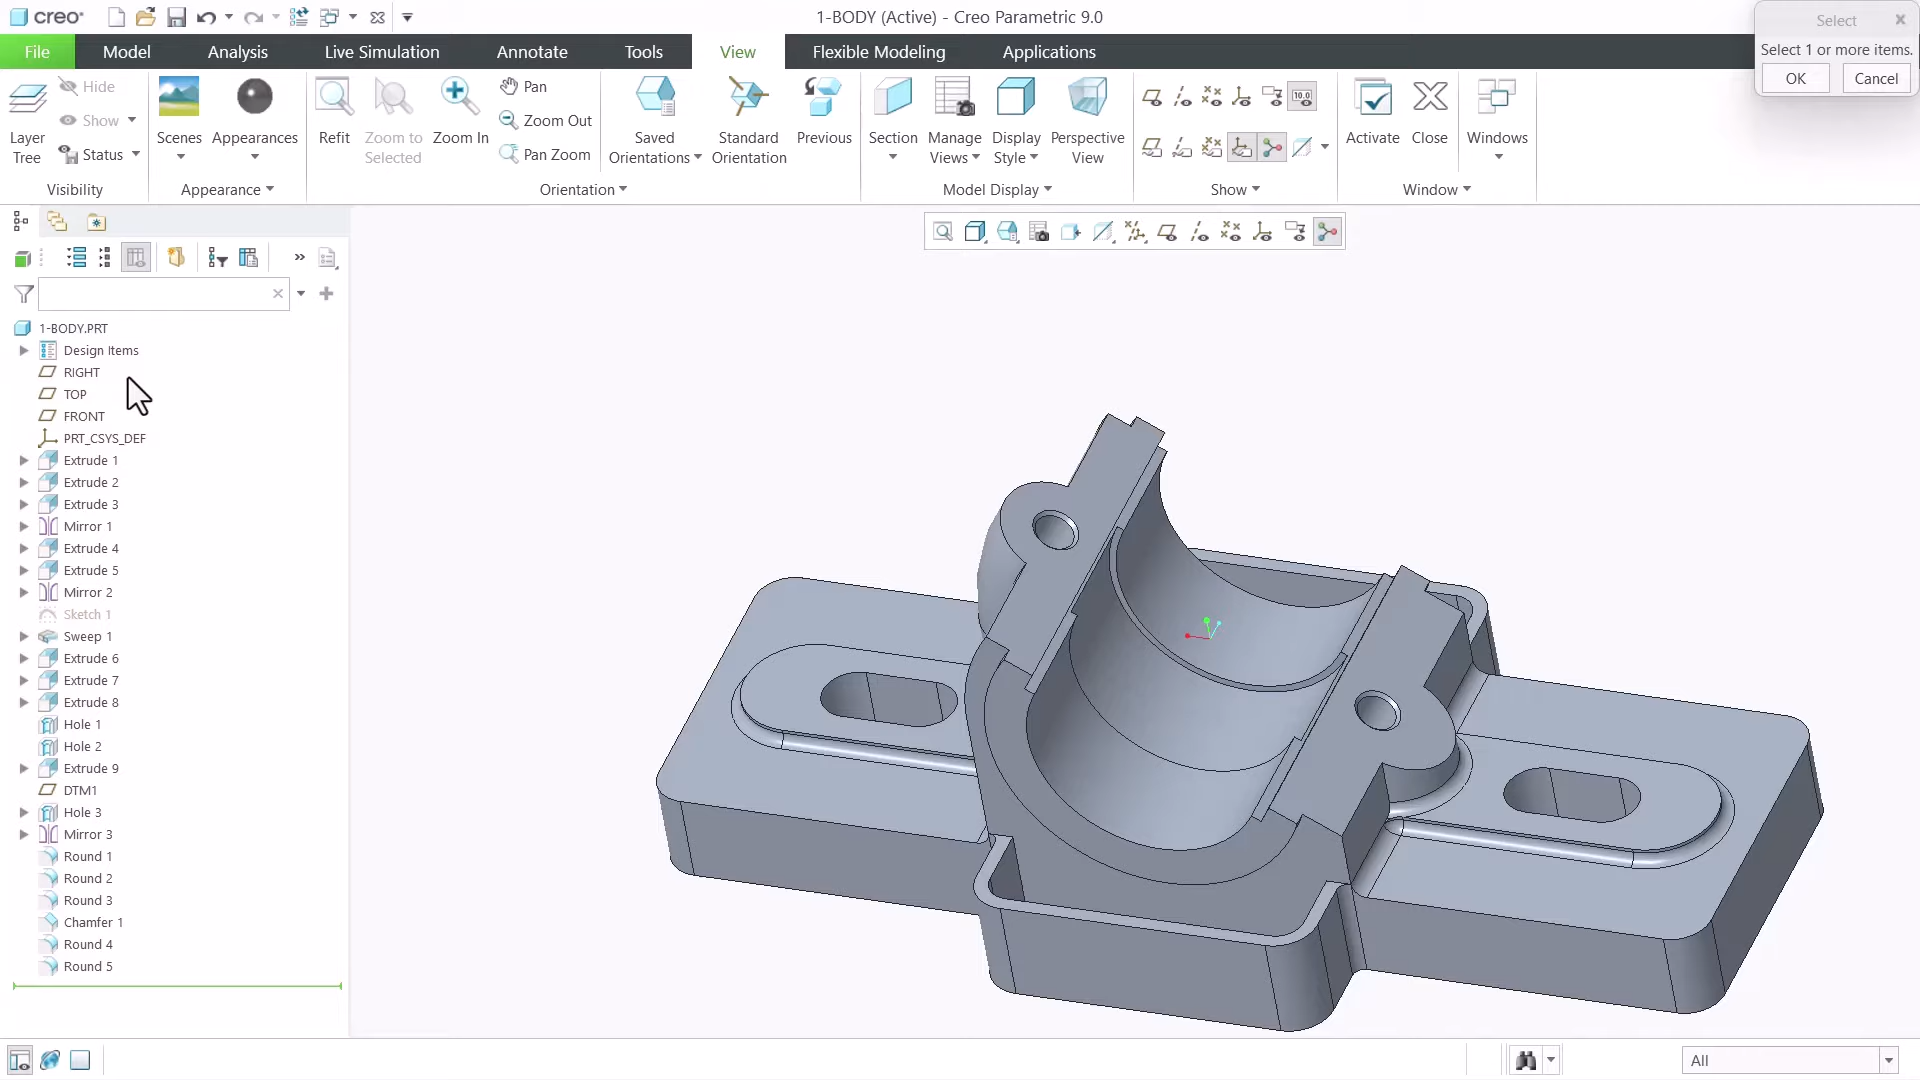 creo°
1-BODY (Active) - Creo Parametric 9.0
Select
Select 1 or more items.
OK
Cancel
File
Model
Analysis
Live Simulation
Annotate
Tools
View
Flexible Modeling
Applications
Layer
Tree
Hide
Show
Status
Scenes
Appearances
Refit
Zoom to
Selected
Zoom In
Pan
Zoom Out
Pan Zoom
Saved
Orientations
Standard
Orientation
Previous
Section
Manage
Views
Display
Style
Perspective
View
10.0
Activate
Close
Windows
Visibility
Appearance
Orientation
Model Display
Show
Window
1-BODY.PRT
Design Items
RIGHT
TOP
FRONT
PRT_CSYS_DEF
Extrude 1
Extrude 2
Extrude 3
Mirror 1
Extrude 4
Extrude 5
Mirror 2
Sketch 1
Sweep 1
Extrude 6
Extrude 7
Extrude 8
Hole 1
Hole 2
Extrude 9
DTM1
Hole 3
Mirror 3
Round 1
Round 2
Round 3
Chamfer 1
Round 4
Round 5
All